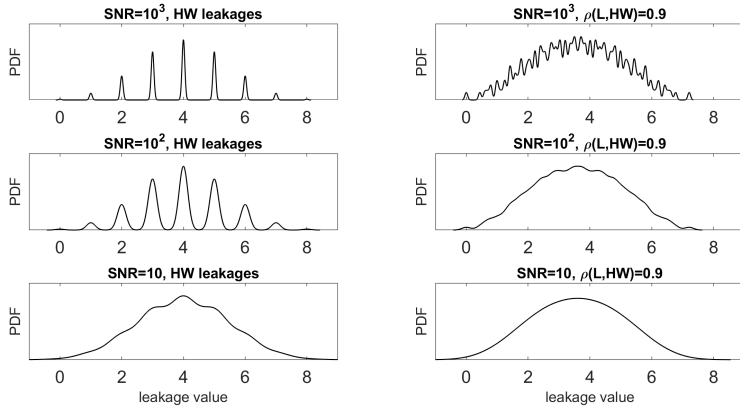 SNR=10³, HW leakages
PDF
0 2 4 6 8
SNR=10³, ρ(L,HW)=0.9
PDF
0 2 4 6 8
SNR=10², HW leakages
PDF
0 2 4 6 8
SNR=10², ρ(L,HW)=0.9
PDF
0 2 4 6 8
SNR=10, HW leakages
PDF
0 2 4 6 8
leakage value
SNR=10, ρ(L,HW)=0.9
PDF
0 2 4 6 8
leakage value